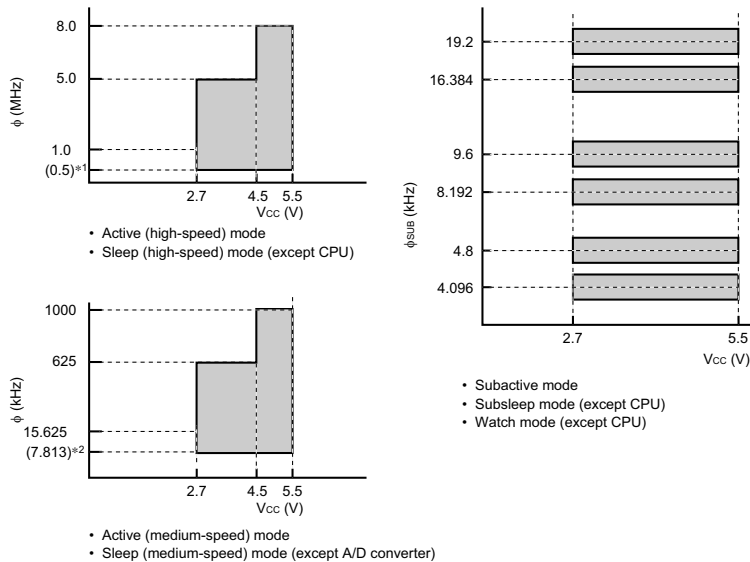 8.0
5.0
1.0
(0.5)*1
φ (MHz)
2.7 4.5 5.5
VCC (V)
• Active (high-speed) mode
• Sleep (high-speed) mode (except CPU)
1000
625
15.625
(7.813)*2
φ (kHz)
2.7 4.5 5.5
VCC (V)
• Active (medium-speed) mode
• Sleep (medium-speed) mode (except A/D converter)
19.2
16.384
9.6
8.192
4.8
4.096
φSUB (kHz)
2.7 5.5
VCC (V)
• Subactive mode
• Subsleep mode (except CPU)
• Watch mode (except CPU)